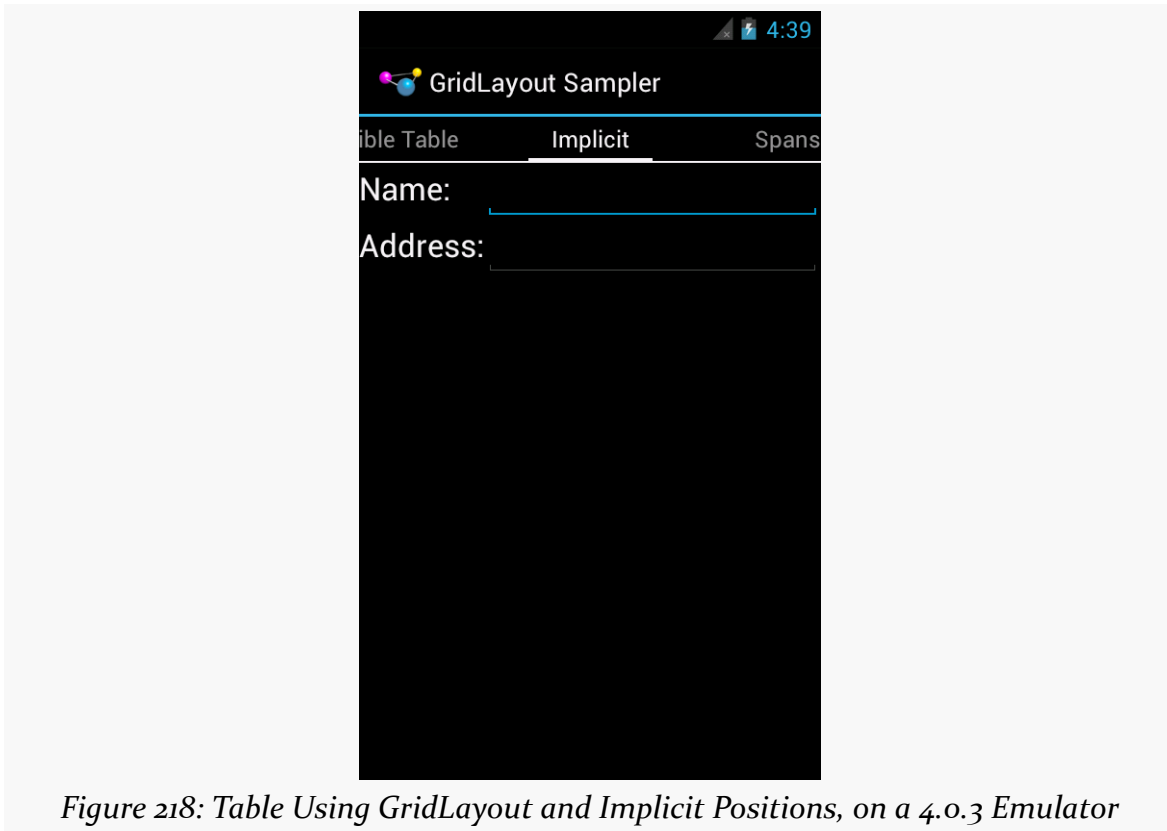 4:39
GridLayout Sampler
ible Table Implicit Spans
Name:
Address:
Figure 218: Table Using GridLayout and Implicit Positions, on a 4.0.3 Emulator